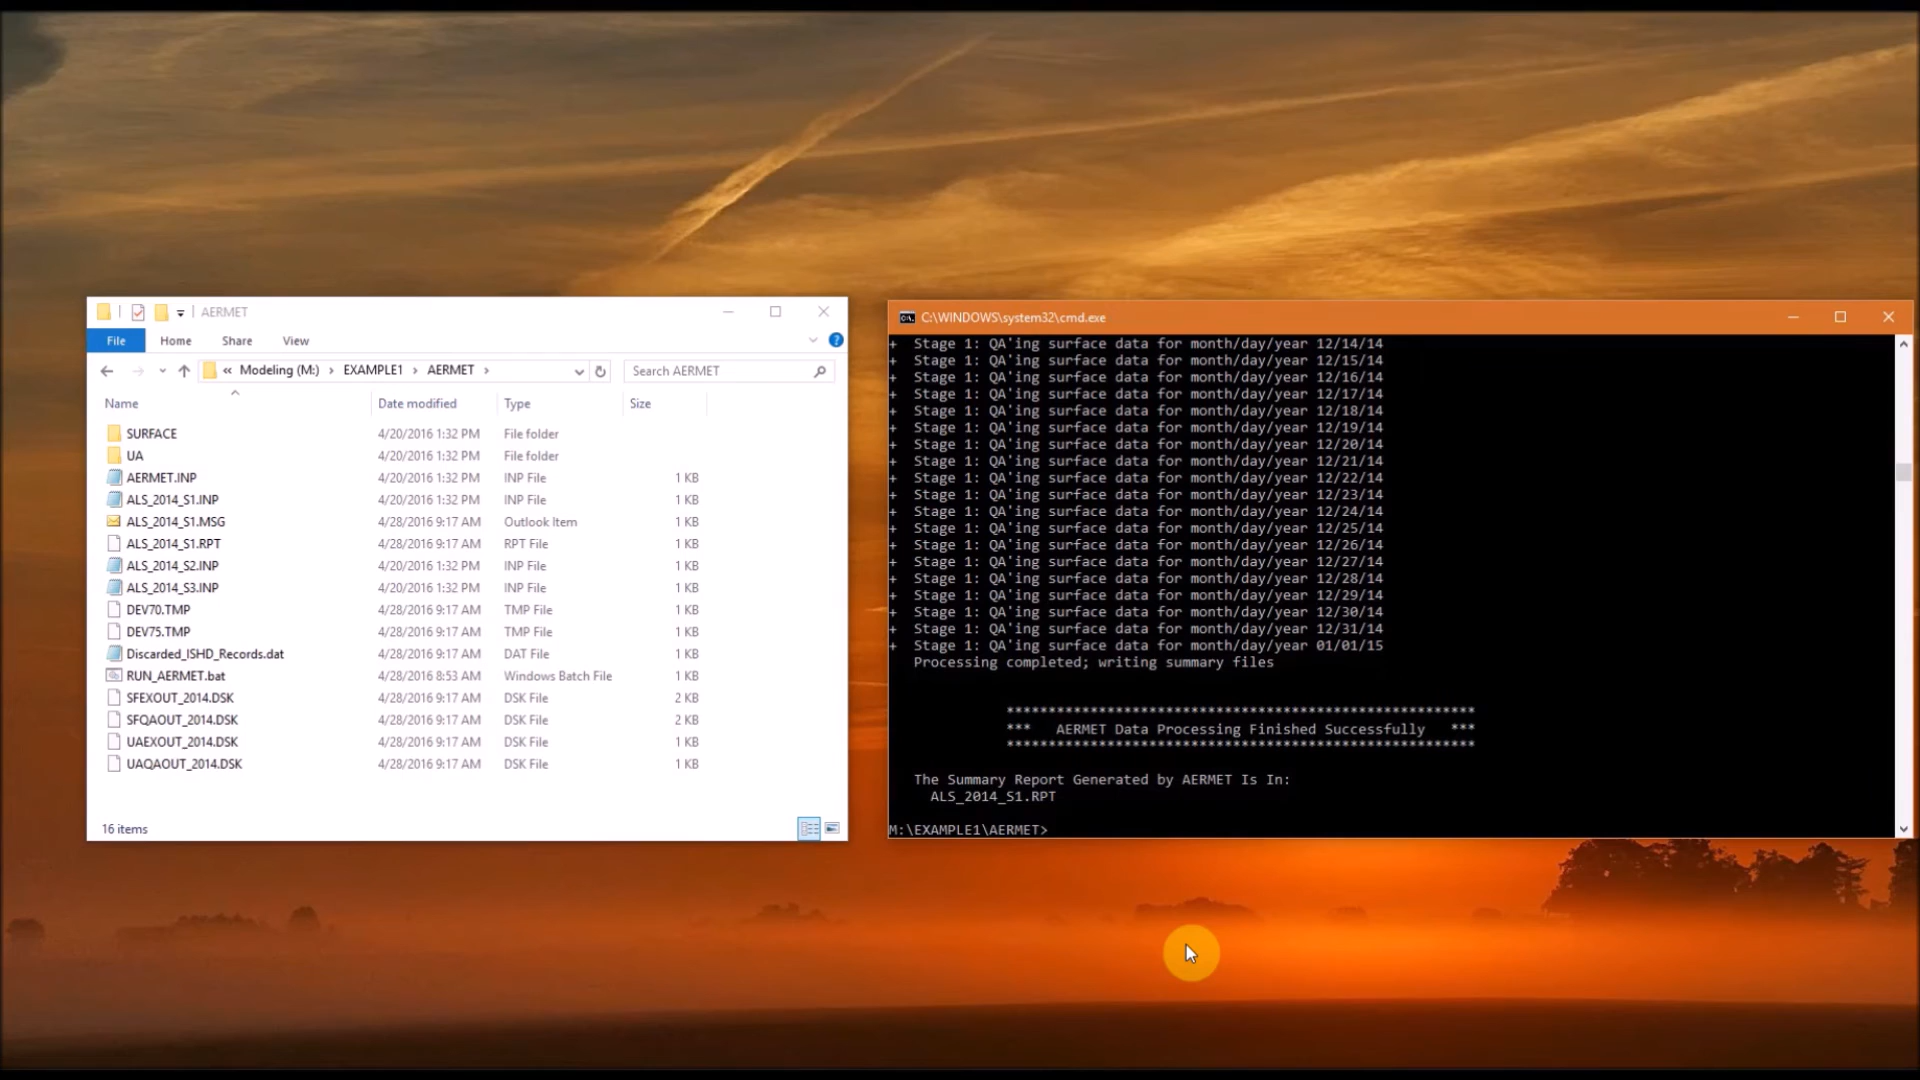 AERMET
File Home Share View
« Modeling (M:) › EXAMPLE1 › AERMET ›
Search AERMET
Name Date modified Type Size
SURFACE 4/20/2016 1:32 PM File folder
UA 4/20/2016 1:32 PM File folder
AERMET.INP 4/20/2016 1:32 PM INP File 1 KB
ALS_2014_S1.INP 4/20/2016 1:32 PM INP File 1 KB
ALS_2014_S1.MSG 4/28/2016 9:17 AM Outlook Item 1 KB
ALS_2014_S1.RPT 4/28/2016 9:17 AM RPT File 1 KB
ALS_2014_S2.INP 4/20/2016 1:32 PM INP File 1 KB
ALS_2014_S3.INP 4/20/2016 1:32 PM INP File 1 KB
DEV70.TMP 4/28/2016 9:17 AM TMP File 1 KB
DEV75.TMP 4/28/2016 9:17 AM TMP File 1 KB
Discarded_ISHD_Records.dat 4/28/2016 9:17 AM DAT File 1 KB
RUN_AERMET.bat 4/28/2016 8:53 AM Windows Batch File 1 KB
SFEXOUT_2014.DSK 4/28/2016 9:17 AM DSK File 2 KB
SFQAOUT_2014.DSK 4/28/2016 9:17 AM DSK File 2 KB
UAEXOUT_2014.DSK 4/28/2016 9:17 AM DSK File 1 KB
UAQAOUT_2014.DSK 4/28/2016 9:17 AM DSK File 1 KB
16 items
C:\WINDOWS\system32\cmd.exe
+ Stage 1: QA'ing surface data for month/day/year 12/14/14
+ Stage 1: QA'ing surface data for month/day/year 12/15/14
+ Stage 1: QA'ing surface data for month/day/year 12/16/14
+ Stage 1: QA'ing surface data for month/day/year 12/17/14
+ Stage 1: QA'ing surface data for month/day/year 12/18/14
+ Stage 1: QA'ing surface data for month/day/year 12/19/14
+ Stage 1: QA'ing surface data for month/day/year 12/20/14
+ Stage 1: QA'ing surface data for month/day/year 12/21/14
+ Stage 1: QA'ing surface data for month/day/year 12/22/14
+ Stage 1: QA'ing surface data for month/day/year 12/23/14
+ Stage 1: QA'ing surface data for month/day/year 12/24/14
+ Stage 1: QA'ing surface data for month/day/year 12/25/14
+ Stage 1: QA'ing surface data for month/day/year 12/26/14
+ Stage 1: QA'ing surface data for month/day/year 12/27/14
+ Stage 1: QA'ing surface data for month/day/year 12/28/14
+ Stage 1: QA'ing surface data for month/day/year 12/29/14
+ Stage 1: QA'ing surface data for month/day/year 12/30/14
+ Stage 1: QA'ing surface data for month/day/year 12/31/14
+ Stage 1: QA'ing surface data for month/day/year 01/01/15
Processing completed; writing summary files
********************************************************
*** AERMET Data Processing Finished Successfully ***
********************************************************
The Summary Report Generated by AERMET Is In:
ALS_2014_S1.RPT
M:\EXAMPLE1\AERMET>